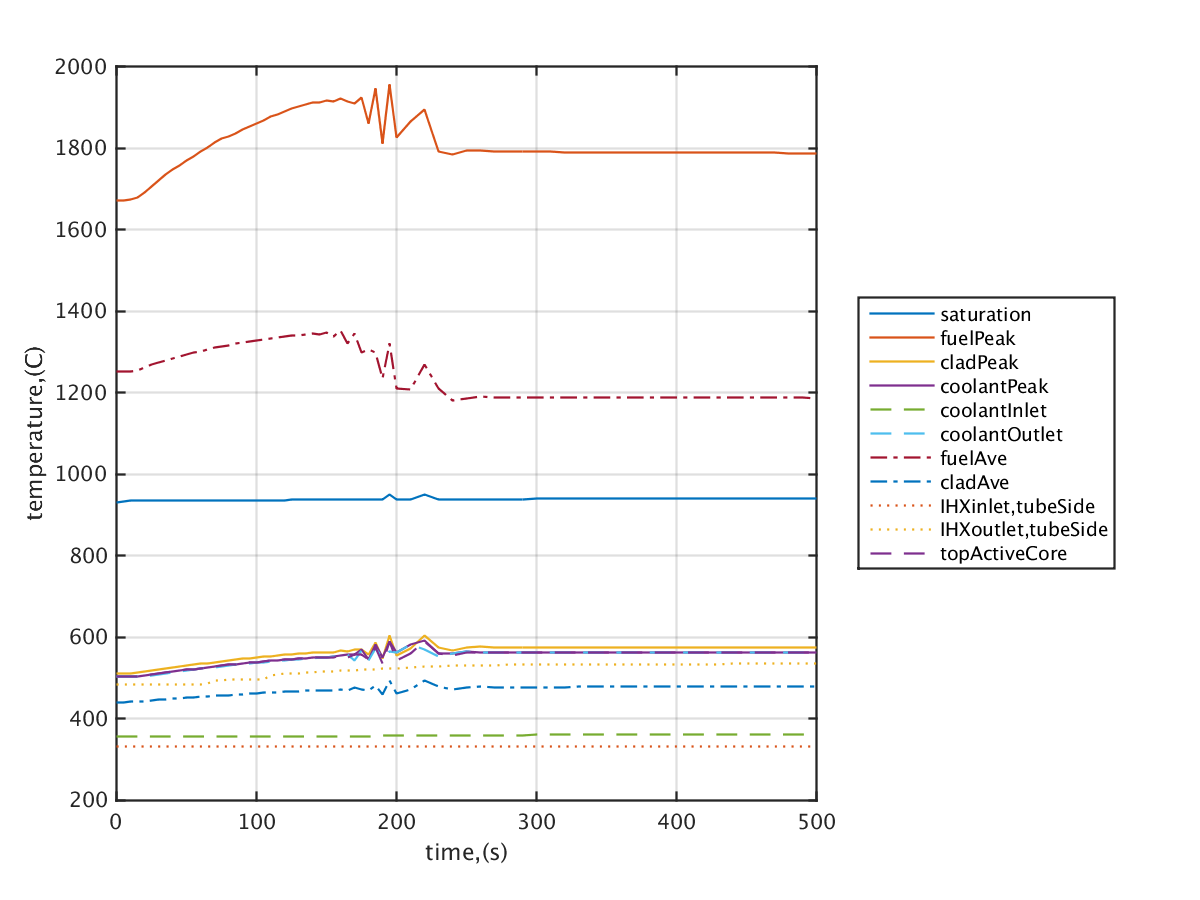 2000
1800
1600
1400
1200
1000
800
600
400
200
temperature,(C)
0 100 200 300 400 500
time,(s)
saturation
fuelPeak
cladPeak
coolantPeak
coolantInlet
coolantOutlet
fuelAve
cladAve
IHXinlet,tubeSide
IHXoutlet,tubeSide
topActiveCore